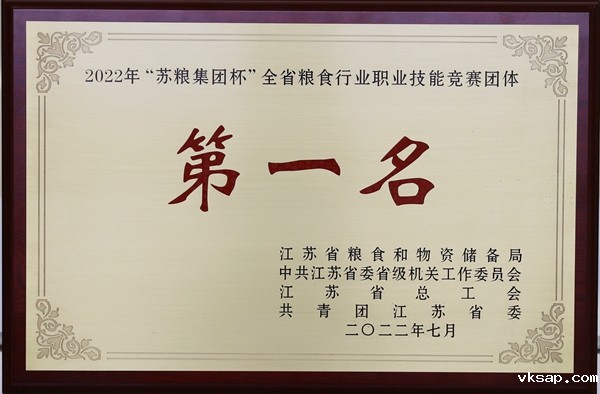 2022年“苏粮集团杯”全省粮食行业职业技能竞赛团体
第一名
江苏省粮食和物资储备局
中共江苏省委省级机关工作委员会
江苏省总工会
共青团江苏省委
二〇二二年七月
vksap.com